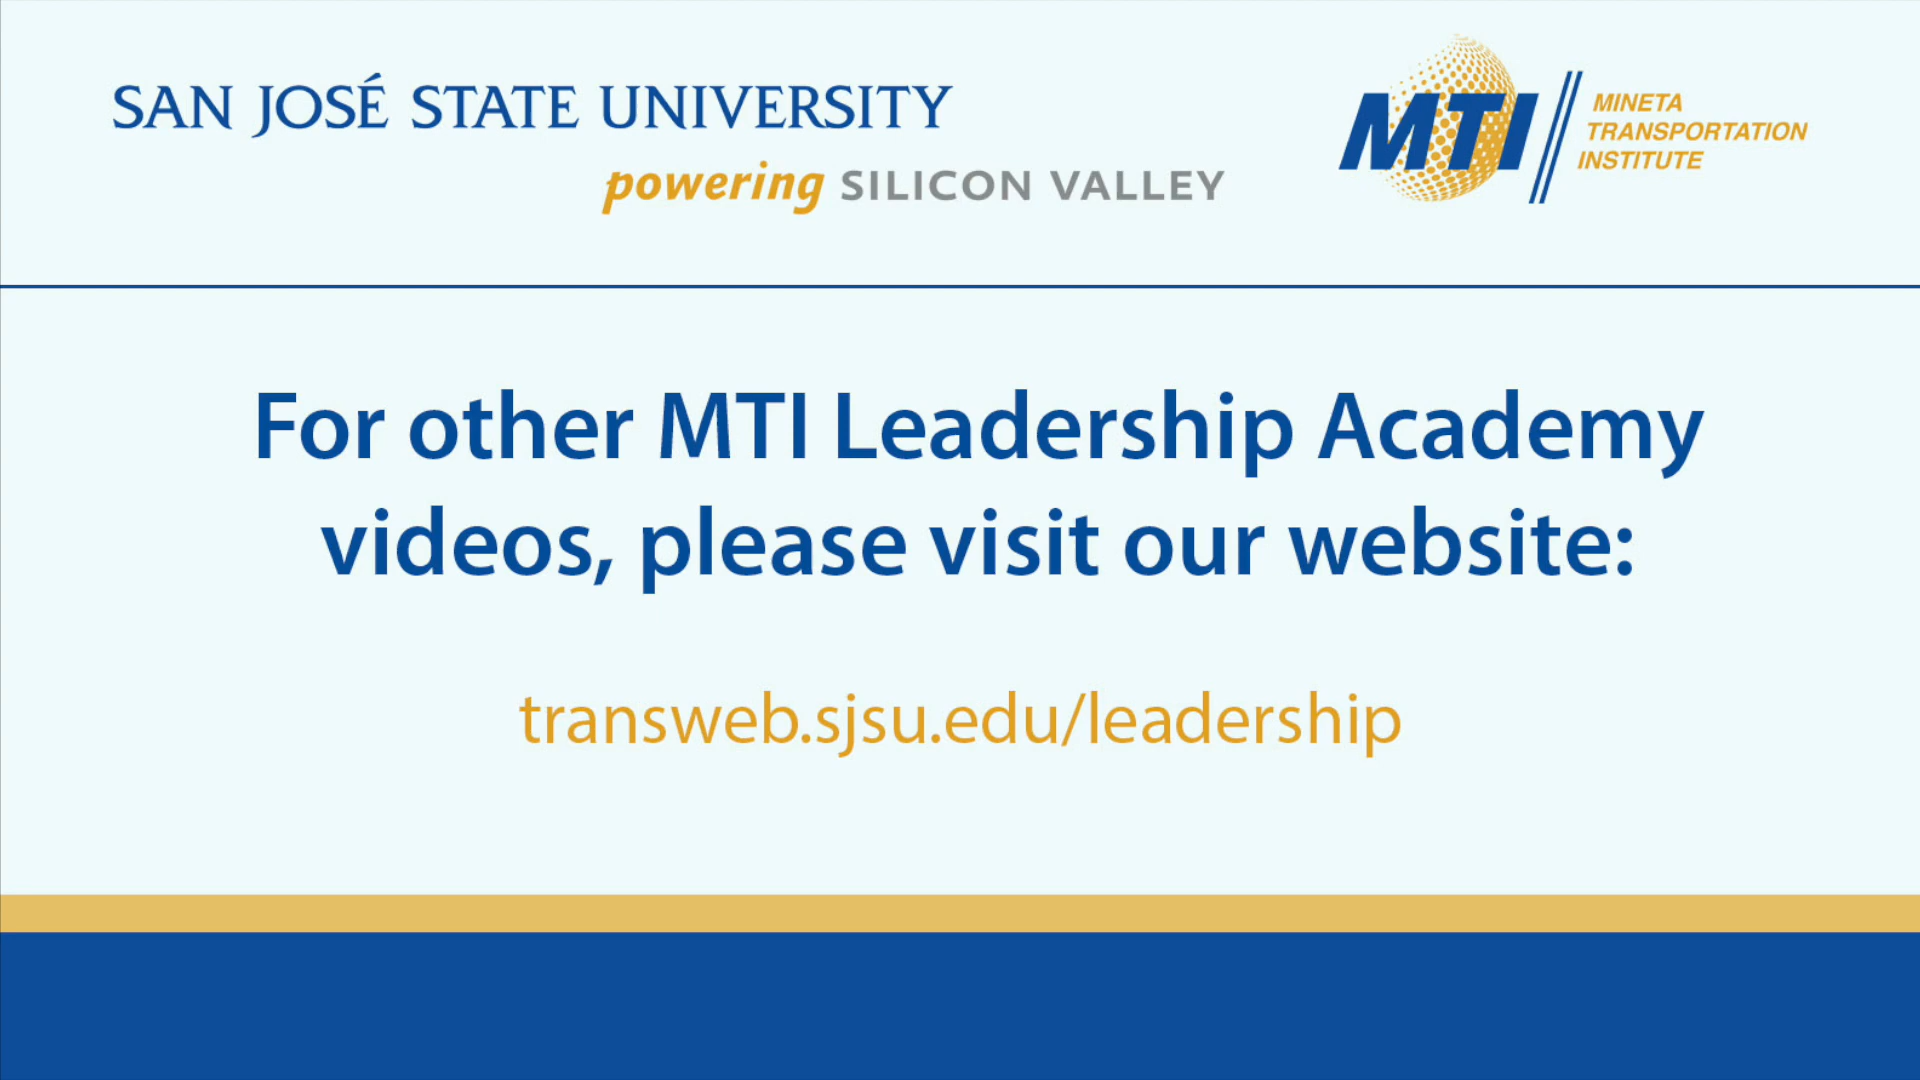 SAN JOSÉ STATE UNIVERSITY
powering SILICON VALLEY
MTI
MINETA
TRANSPORTATION
INSTITUTE
For other MTI Leadership Academy
videos, please visit our website:
transweb.sjsu.edu/leadership